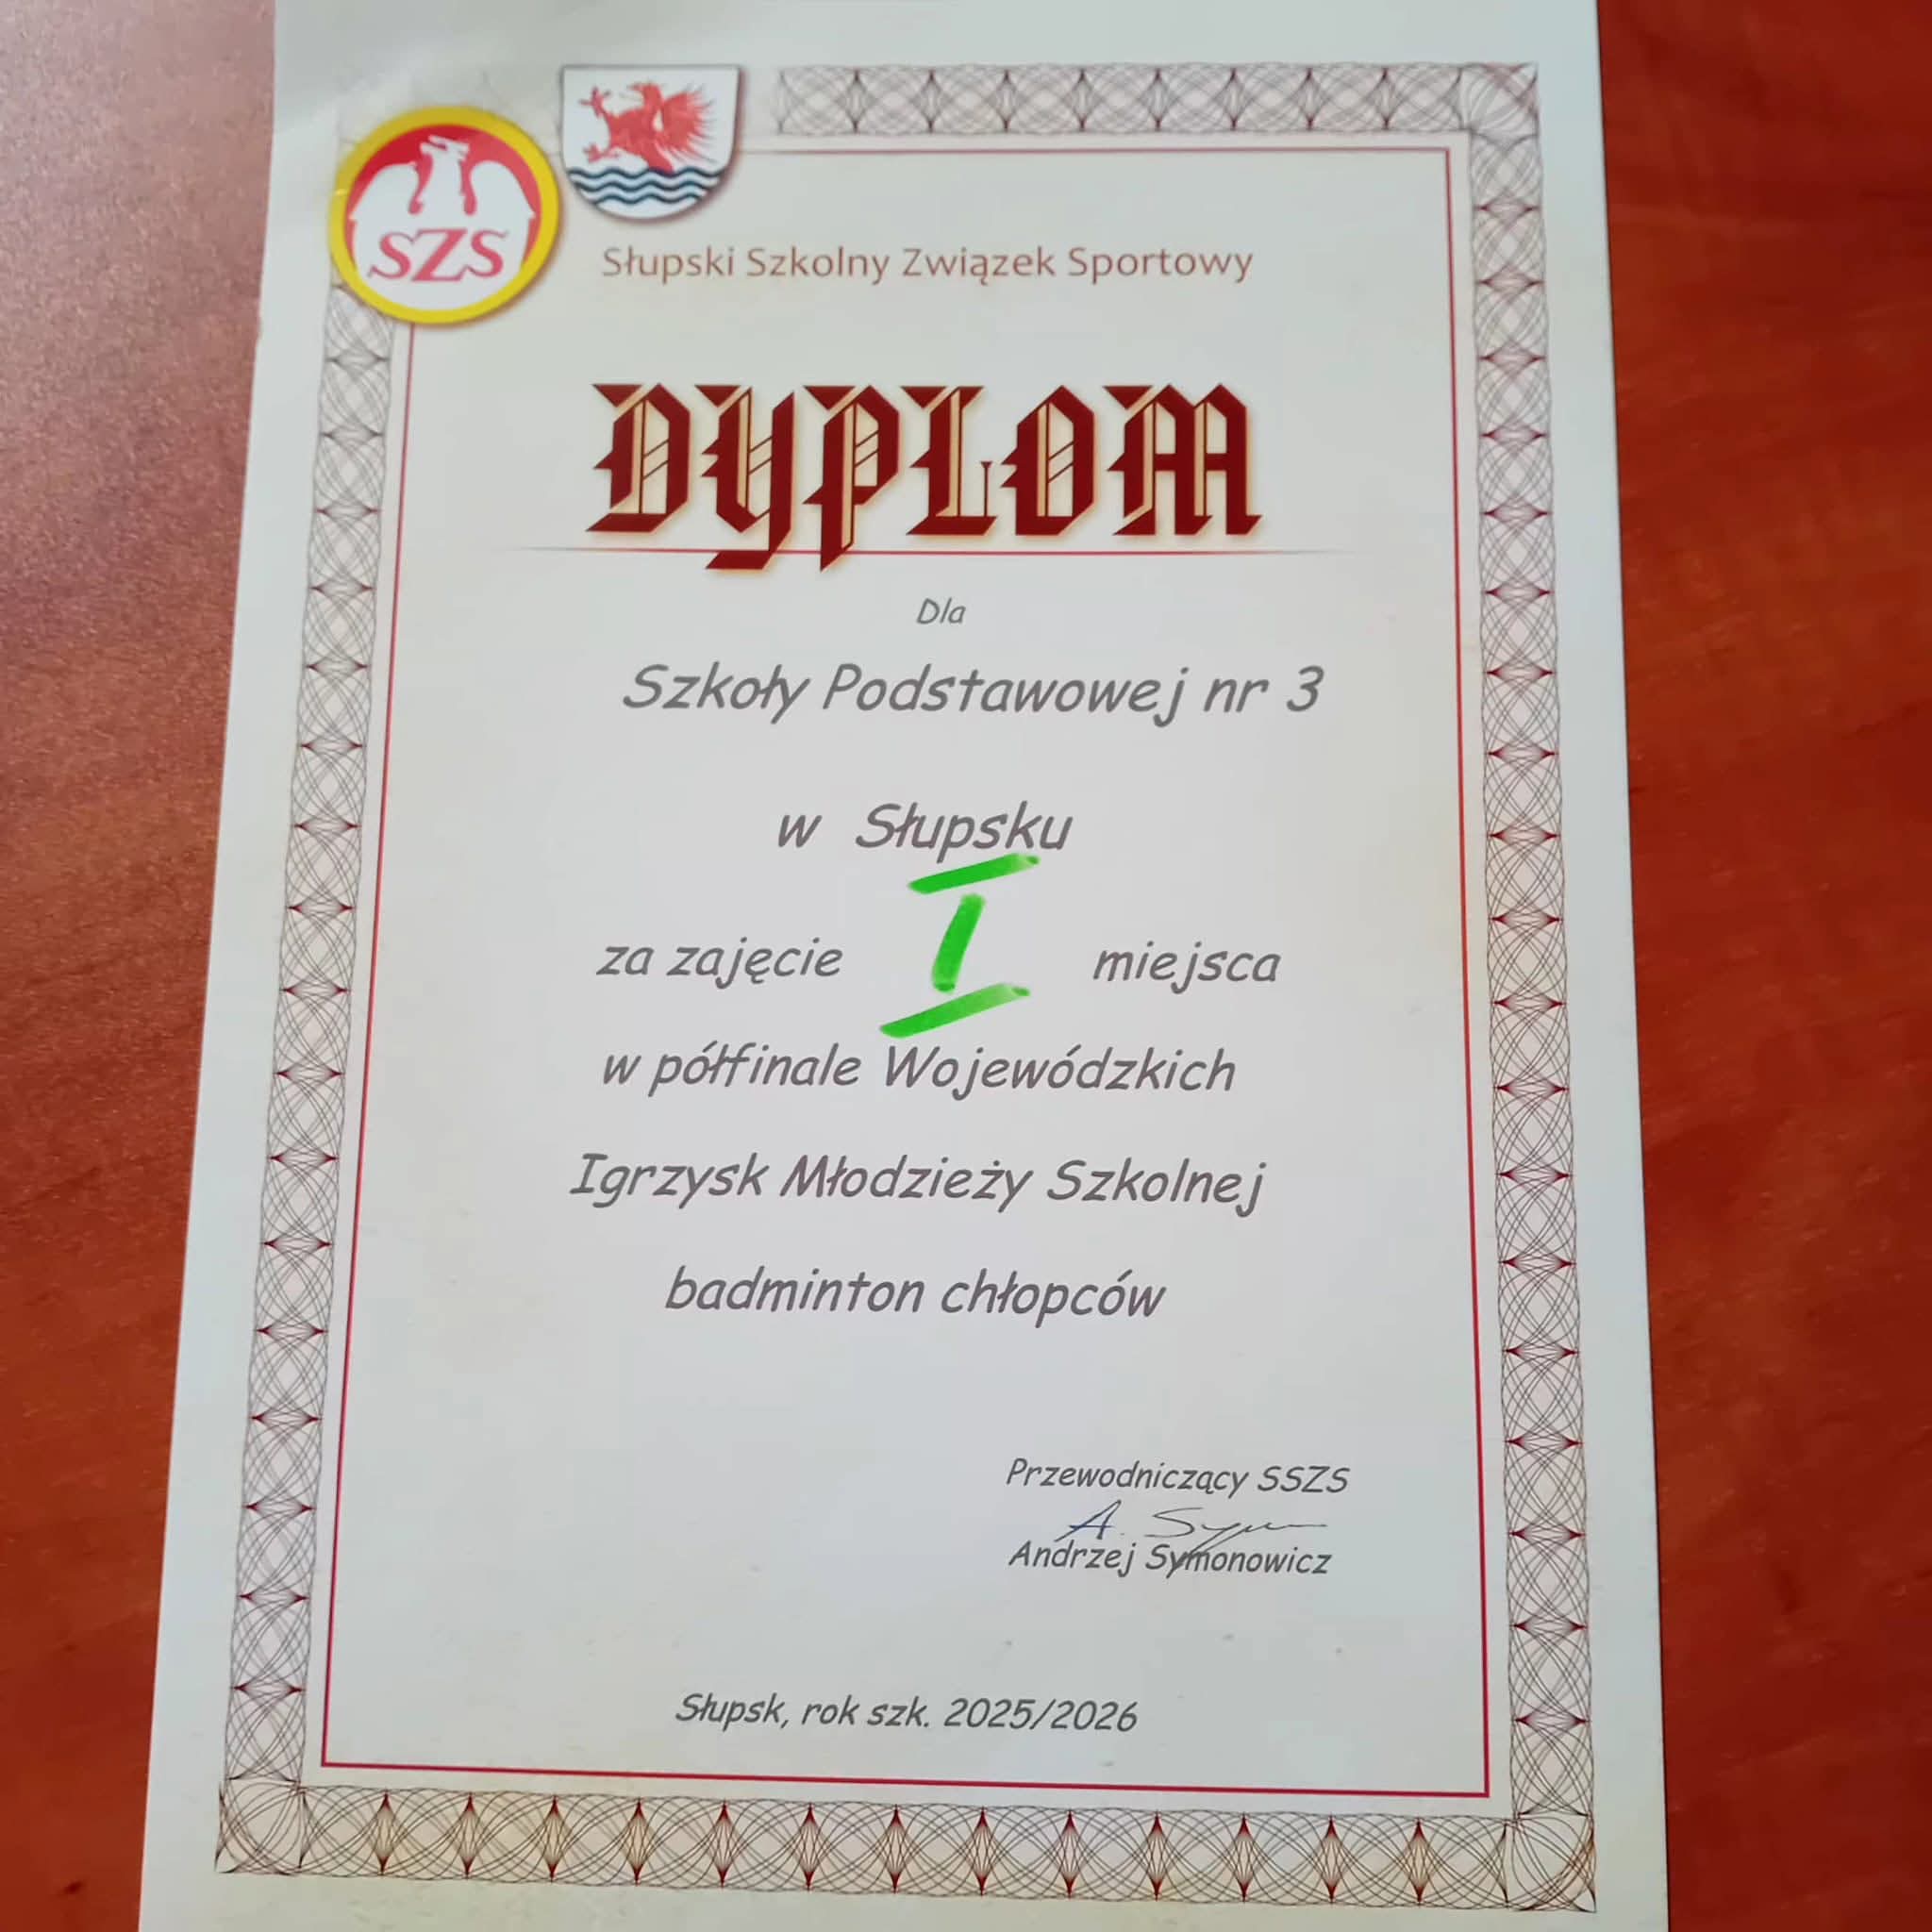 SZS
Słupski Szkolny Związek Sportowy
DYPLOM
Dla
Szkoły Podstawowej nr 3
w Słupsku
za zajęcie I miejsca
w półfinale Wojewódzkich
Igrzysk Młodzieży Szkolnej
badminton chłopców
Przewodniczący SSZS
Andrzej Symonowicz
Słupsk, rok szk. 2025/2026